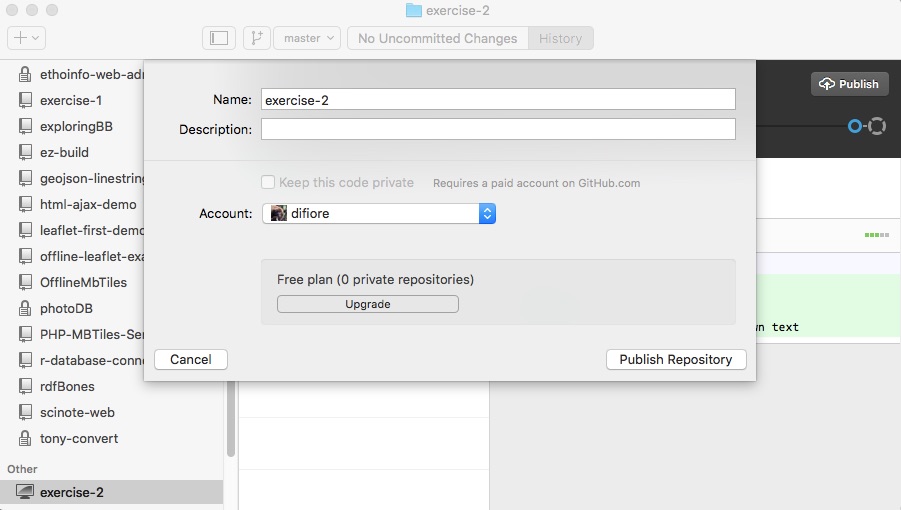 exercise-2
master
No Uncommitted Changes
History
ethoinfo-web-adr
exercise-1
exploringBB
ez-build
geojson-linestring
html-ajax-demo
leaflet-first-demo
offline-leaflet-exa
OfflineMbTiles
photoDB
PHP-MBTiles-Ser
r-database-conn
rdfBones
scinote-web
tony-convert
Other
exercise-2
Name: exercise-2
Description:
Keep this code private Requires a paid account on GitHub.com
Account: difiore
Free plan (0 private repositories)
Upgrade
Cancel
Publish Repository
Publish
text